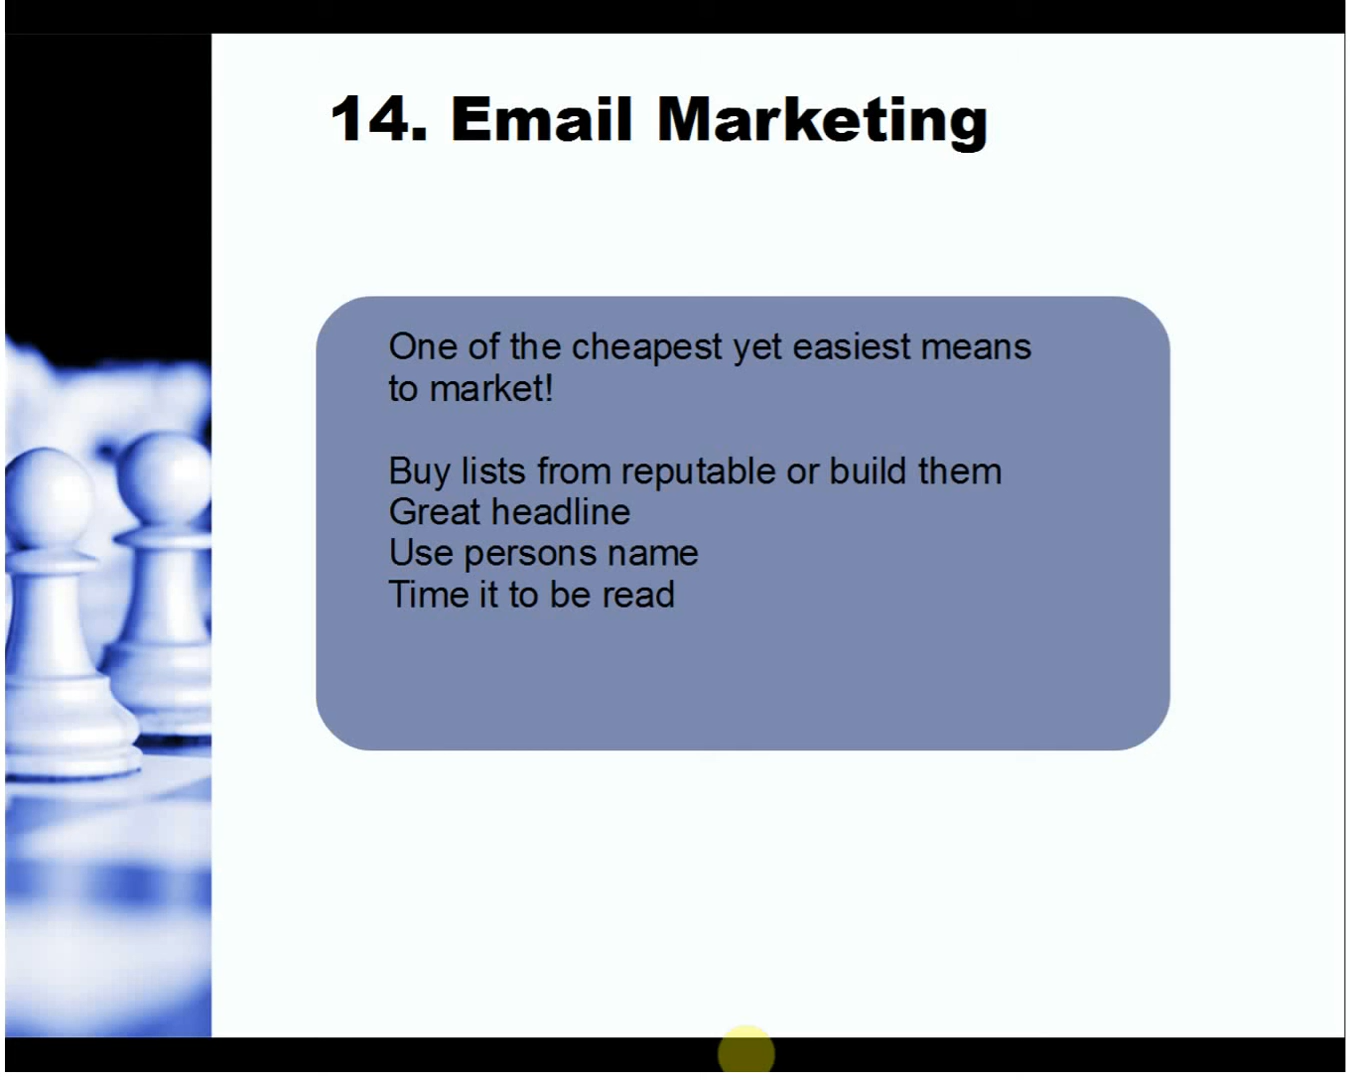 14. Email Marketing
One of the cheapest yet easiest means
to market!
Buy lists from reputable or build them
Great headline
Use persons name
Time it to be read